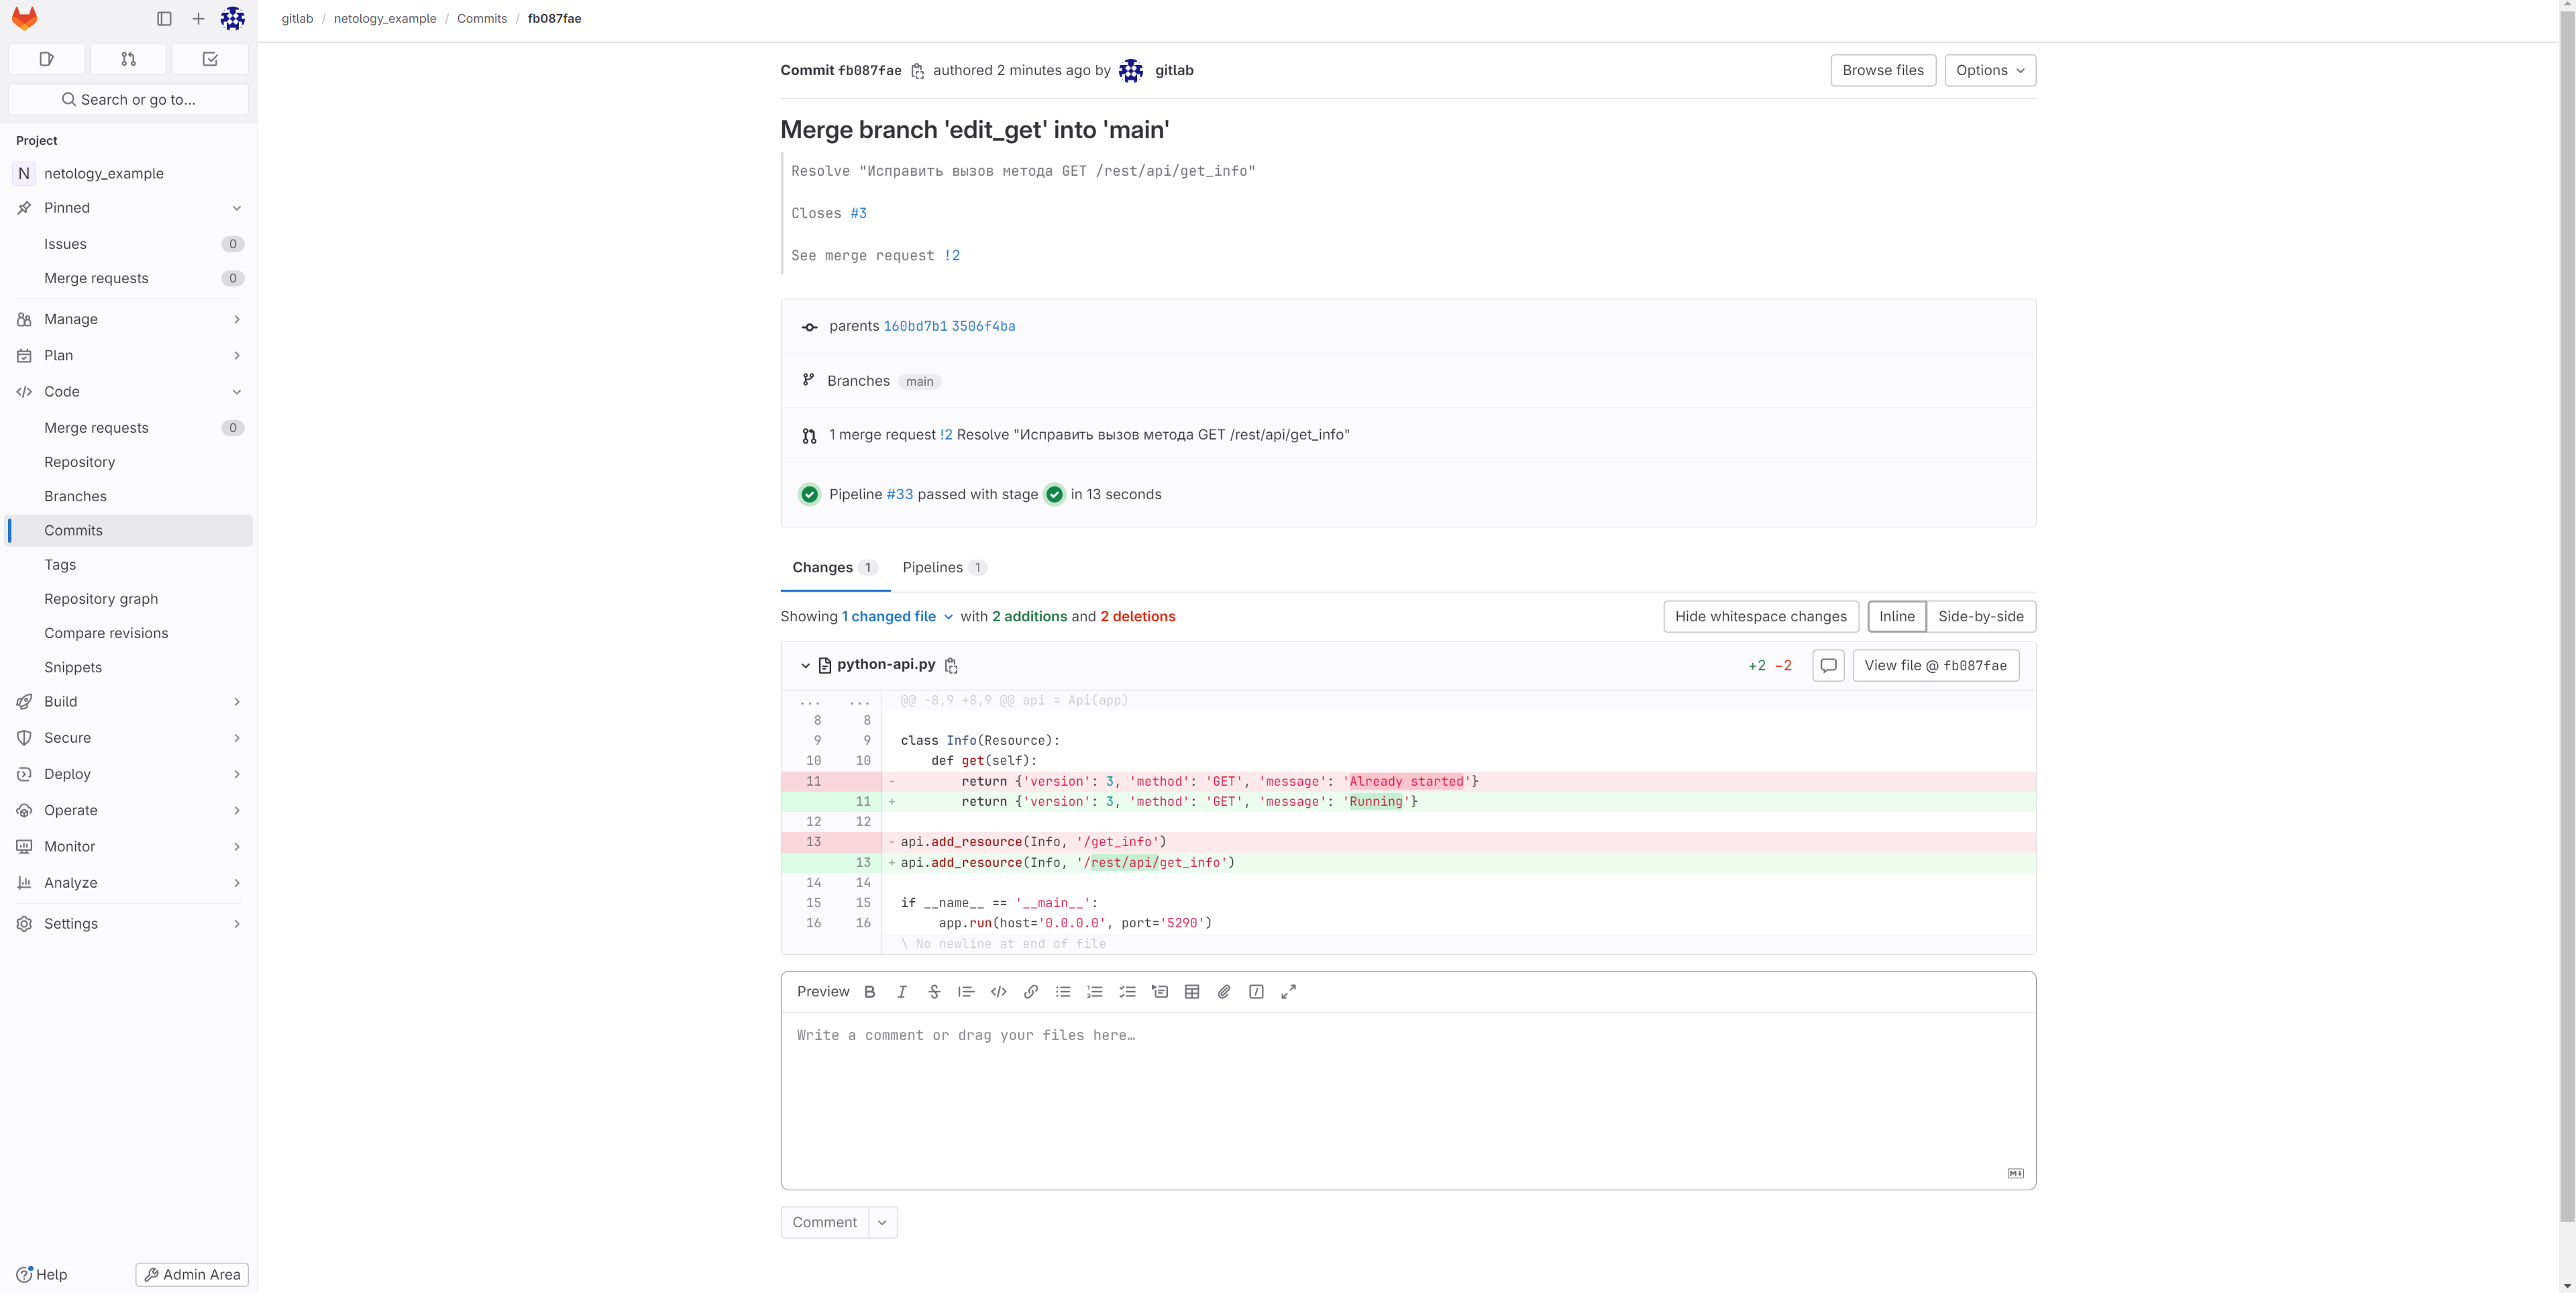 gitlab / netology_example / Commits / fb087fae
Search or go to...
Project
N netology_example
Pinned
Issues 0
Merge requests 0
Manage
Plan
Code
Merge requests 0
Repository
Branches
Commits
Tags
Repository graph
Compare revisions
Snippets
Build
Secure
Deploy
Operate
Monitor
Analyze
Settings
Help
Admin Area
Commit fb087fae authored 2 minutes ago by gitlab
Browse files
Options
Merge branch 'edit_get' into 'main'
Resolve "Исправить вызов метода GET /rest/api/get_info"
Closes #3
See merge request !2
parents 160bd7b1 3506f4ba
Branches main
1 merge request !2 Resolve "Исправить вызов метода GET /rest/api/get_info"
Pipeline #33 passed with stage in 13 seconds
Changes 1 Pipelines 1
Showing 1 changed file with 2 additions and 2 deletions
Hide whitespace changes
Inline Side-by-side
python-api.py
+2 −2
View file @ fb087fae
... ... @@ -8,9 +8,9 @@ api = Api(app)
8 8
9 9 class Info(Resource):
10 10 def get(self):
11 - return {'version': 3, 'method': 'GET', 'message': 'Already started'}
11 + return {'version': 3, 'method': 'GET', 'message': 'Running'}
12 12
13 - api.add_resource(Info, '/get_info')
13 + api.add_resource(Info, '/rest/api/get_info')
14 14
15 15 if __name__ == '__main__':
16 16 app.run(host='0.0.0.0', port='5290')
\ No newline at end of file
Preview
Write a comment or drag your files here…
Comment